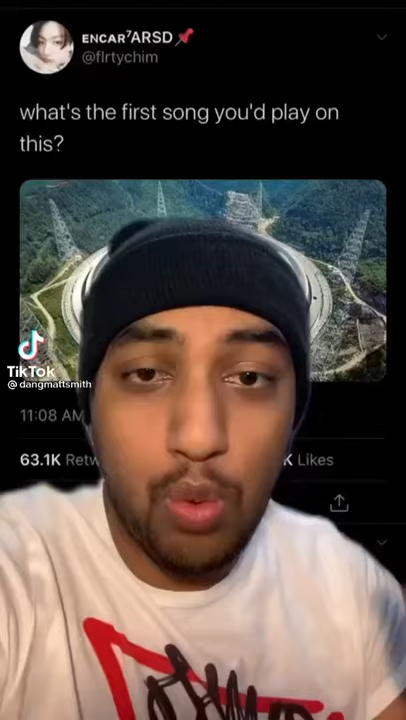 ENCAR⁷ARSD📌
@flrtychim
what's the first song you'd play on
this?
TikTok
@dangmattsmith
11:08 AM
63.1K Retw
K Likes